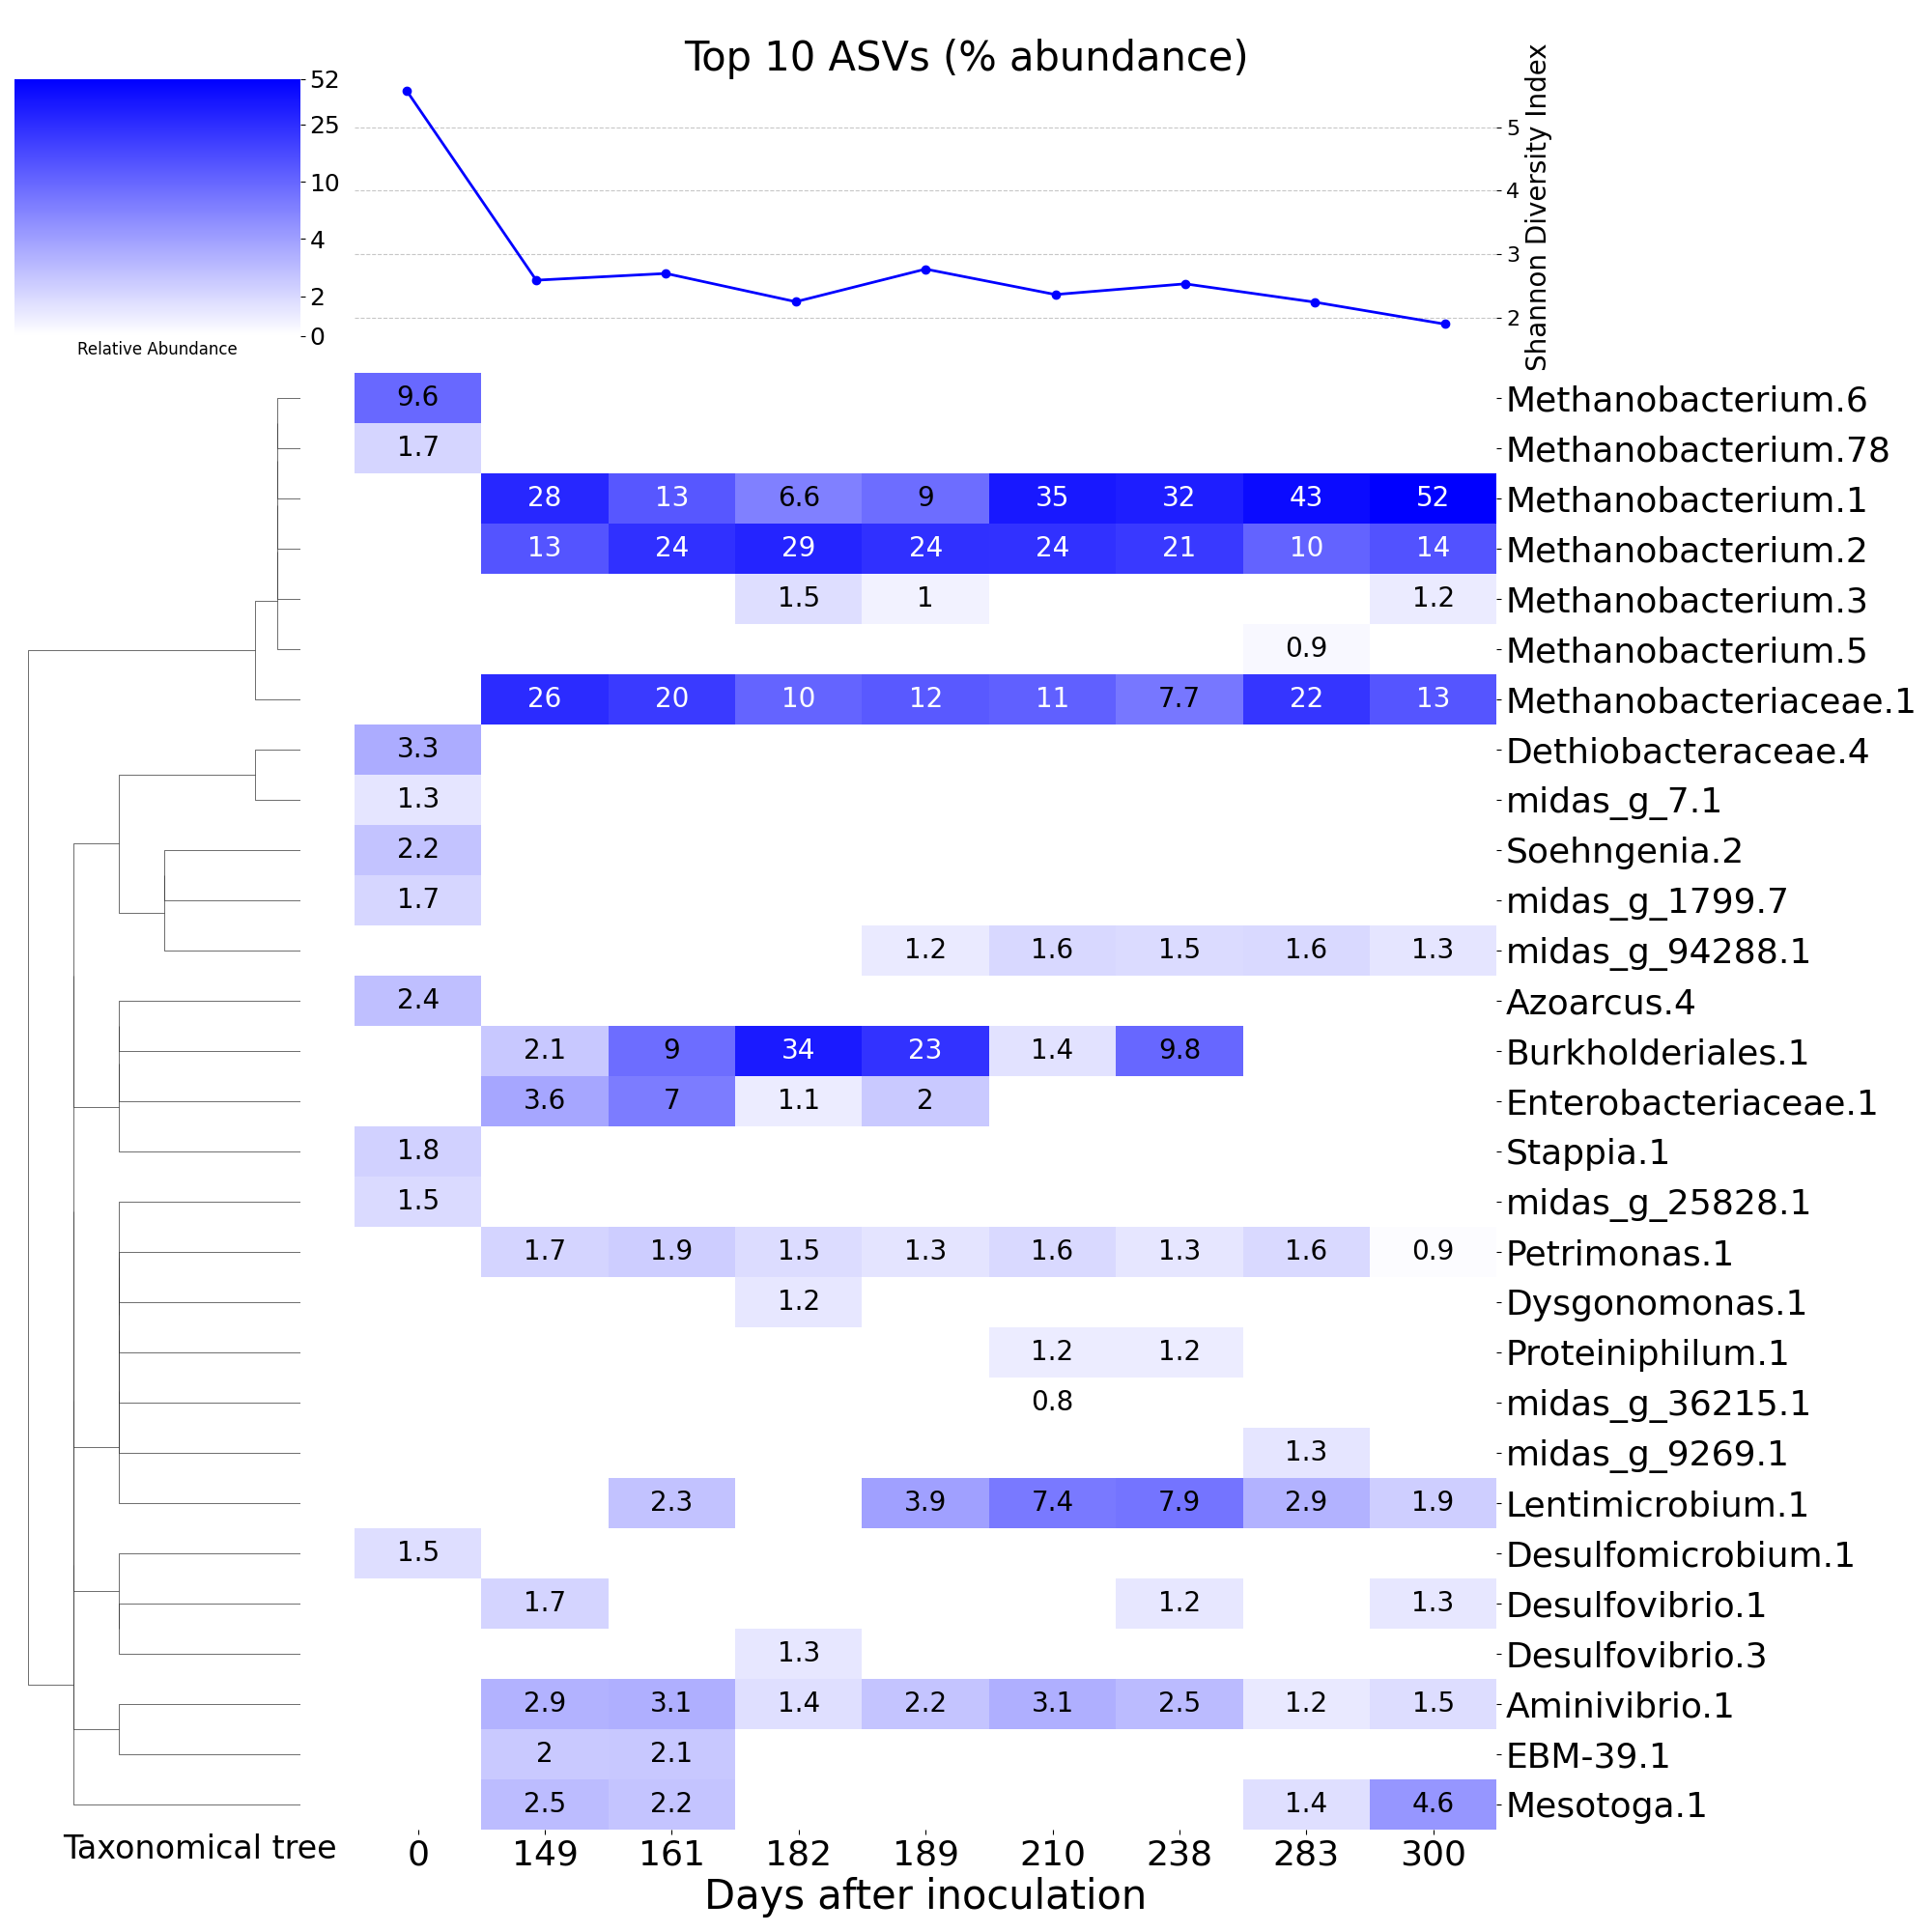 Top 10 ASVs (% abundance)
52
25
10
4
2
0
Relative Abundance
5
4
3
2
Shannon Diversity Index
9.6 Methanobacterium.6
1.7 Methanobacterium.78
28 13 6.6 9 35 32 43 52 Methanobacterium.1
13 24 29 24 24 21 10 14 Methanobacterium.2
1.5 1 1.2 Methanobacterium.3
0.9 Methanobacterium.5
26 20 10 12 11 7.7 22 13 Methanobacteriaceae.1
3.3 Dethiobacteraceae.4
1.3 midas_g_7.1
2.2 Soehngenia.2
1.7 midas_g_1799.7
1.2 1.6 1.5 1.6 1.3 midas_g_94288.1
2.4 Azoarcus.4
2.1 9 34 23 1.4 9.8 Burkholderiales.1
3.6 7 1.1 2 Enterobacteriaceae.1
1.8 Stappia.1
1.5 midas_g_25828.1
1.7 1.9 1.5 1.3 1.6 1.3 1.6 0.9 Petrimonas.1
1.2 Dysgonomonas.1
1.2 1.2 Proteiniphilum.1
0.8 midas_g_36215.1
1.3 midas_g_9269.1
2.3 3.9 7.4 7.9 2.9 1.9 Lentimicrobium.1
1.5 Desulfomicrobium.1
1.7 1.2 1.3 Desulfovibrio.1
1.3 Desulfovibrio.3
2.9 3.1 1.4 2.2 3.1 2.5 1.2 1.5 Aminivibrio.1
2 2.1 EBM-39.1
2.5 2.2 1.4 4.6 Mesotoga.1
Taxonomical tree
0 149 161 182 189 210 238 283 300
Days after inoculation